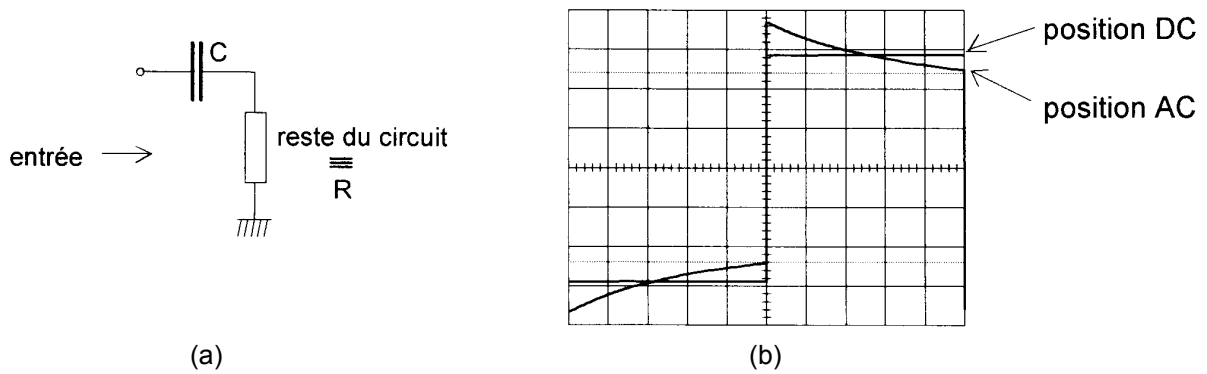 C
entrée
reste du circuit
R
(a)
position DC
position AC
(b)